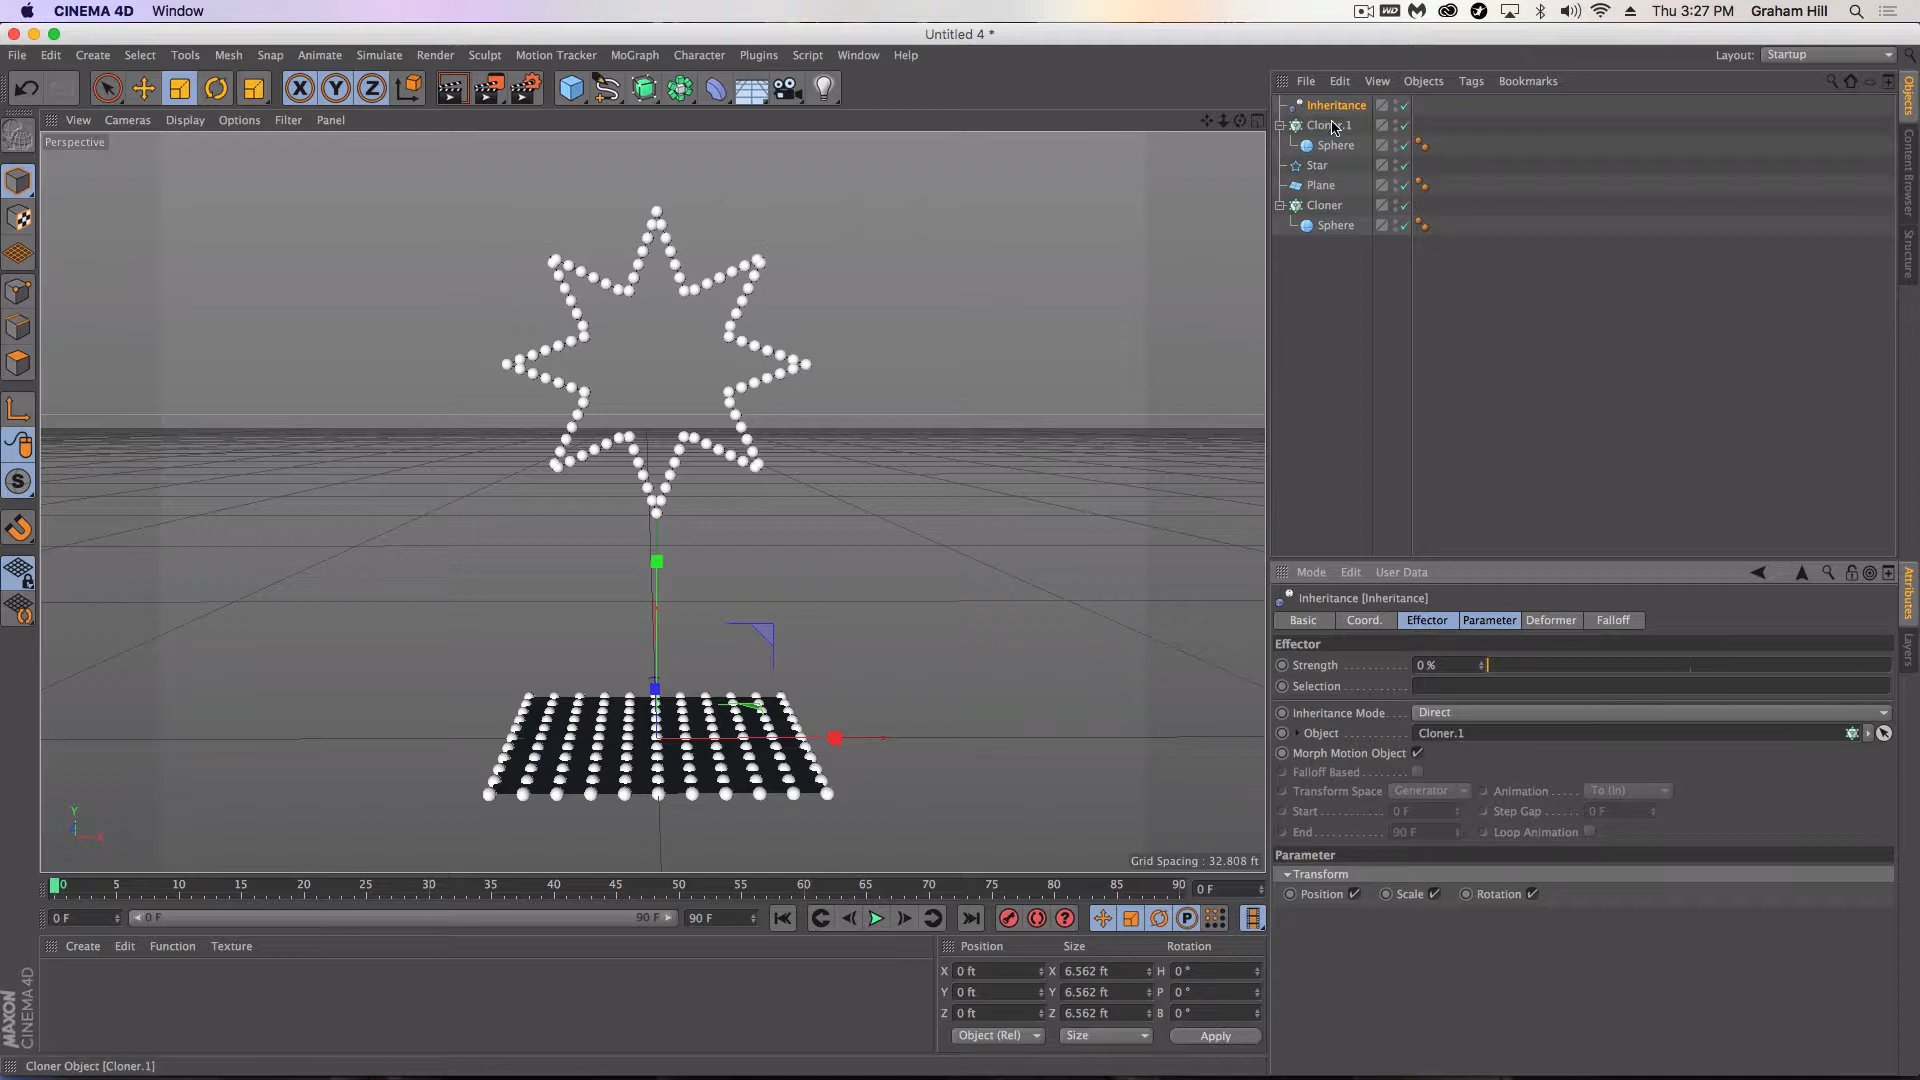 CINEMA 4D Window Thu 3:27 PM Graham Hill
Untitled 4 *
File Edit Create Select Tools Mesh Snap Animate Simulate Render Sculpt Motion Tracker MoGraph Character Plugins Script Window Help Layout: Startup
View Cameras Display Options Filter Panel
Perspective
File Edit View Objects Tags Bookmarks
Inheritance
Cloner.1
Sphere
Star
Plane
Cloner
Sphere
Objects
Content Browser
Structure
Mode Edit User Data
Inheritance [Inheritance]
Basic Coord. Effector Parameter Deformer Falloff
Effector
Strength 0 %
Selection
Inheritance Mode Direct
Object Cloner.1
Morph Motion Object
Falloff Based
Transform Space Generator Animation To (In)
Start 0 F Step Gap 0 F
End 90 F Loop Animation
Parameter
Transform
Position Scale Rotation
Attributes
Layers
Y
X
Grid Spacing : 32.808 ft
0 5 10 15 20 25 30 35 40 45 50 55 60 65 70 75 80 85 90 0 F
0 F 0 F 90 F 90 F
Create Edit Function Texture
Position Size Rotation
X 0 ft X 6.562 ft H 0 °
Y 0 ft Y 6.562 ft P 0 °
Z 0 ft Z 6.562 ft B 0 °
Object (Rel) Size Apply
MAXON
CINEMA 4D
Cloner Object [Cloner.1]